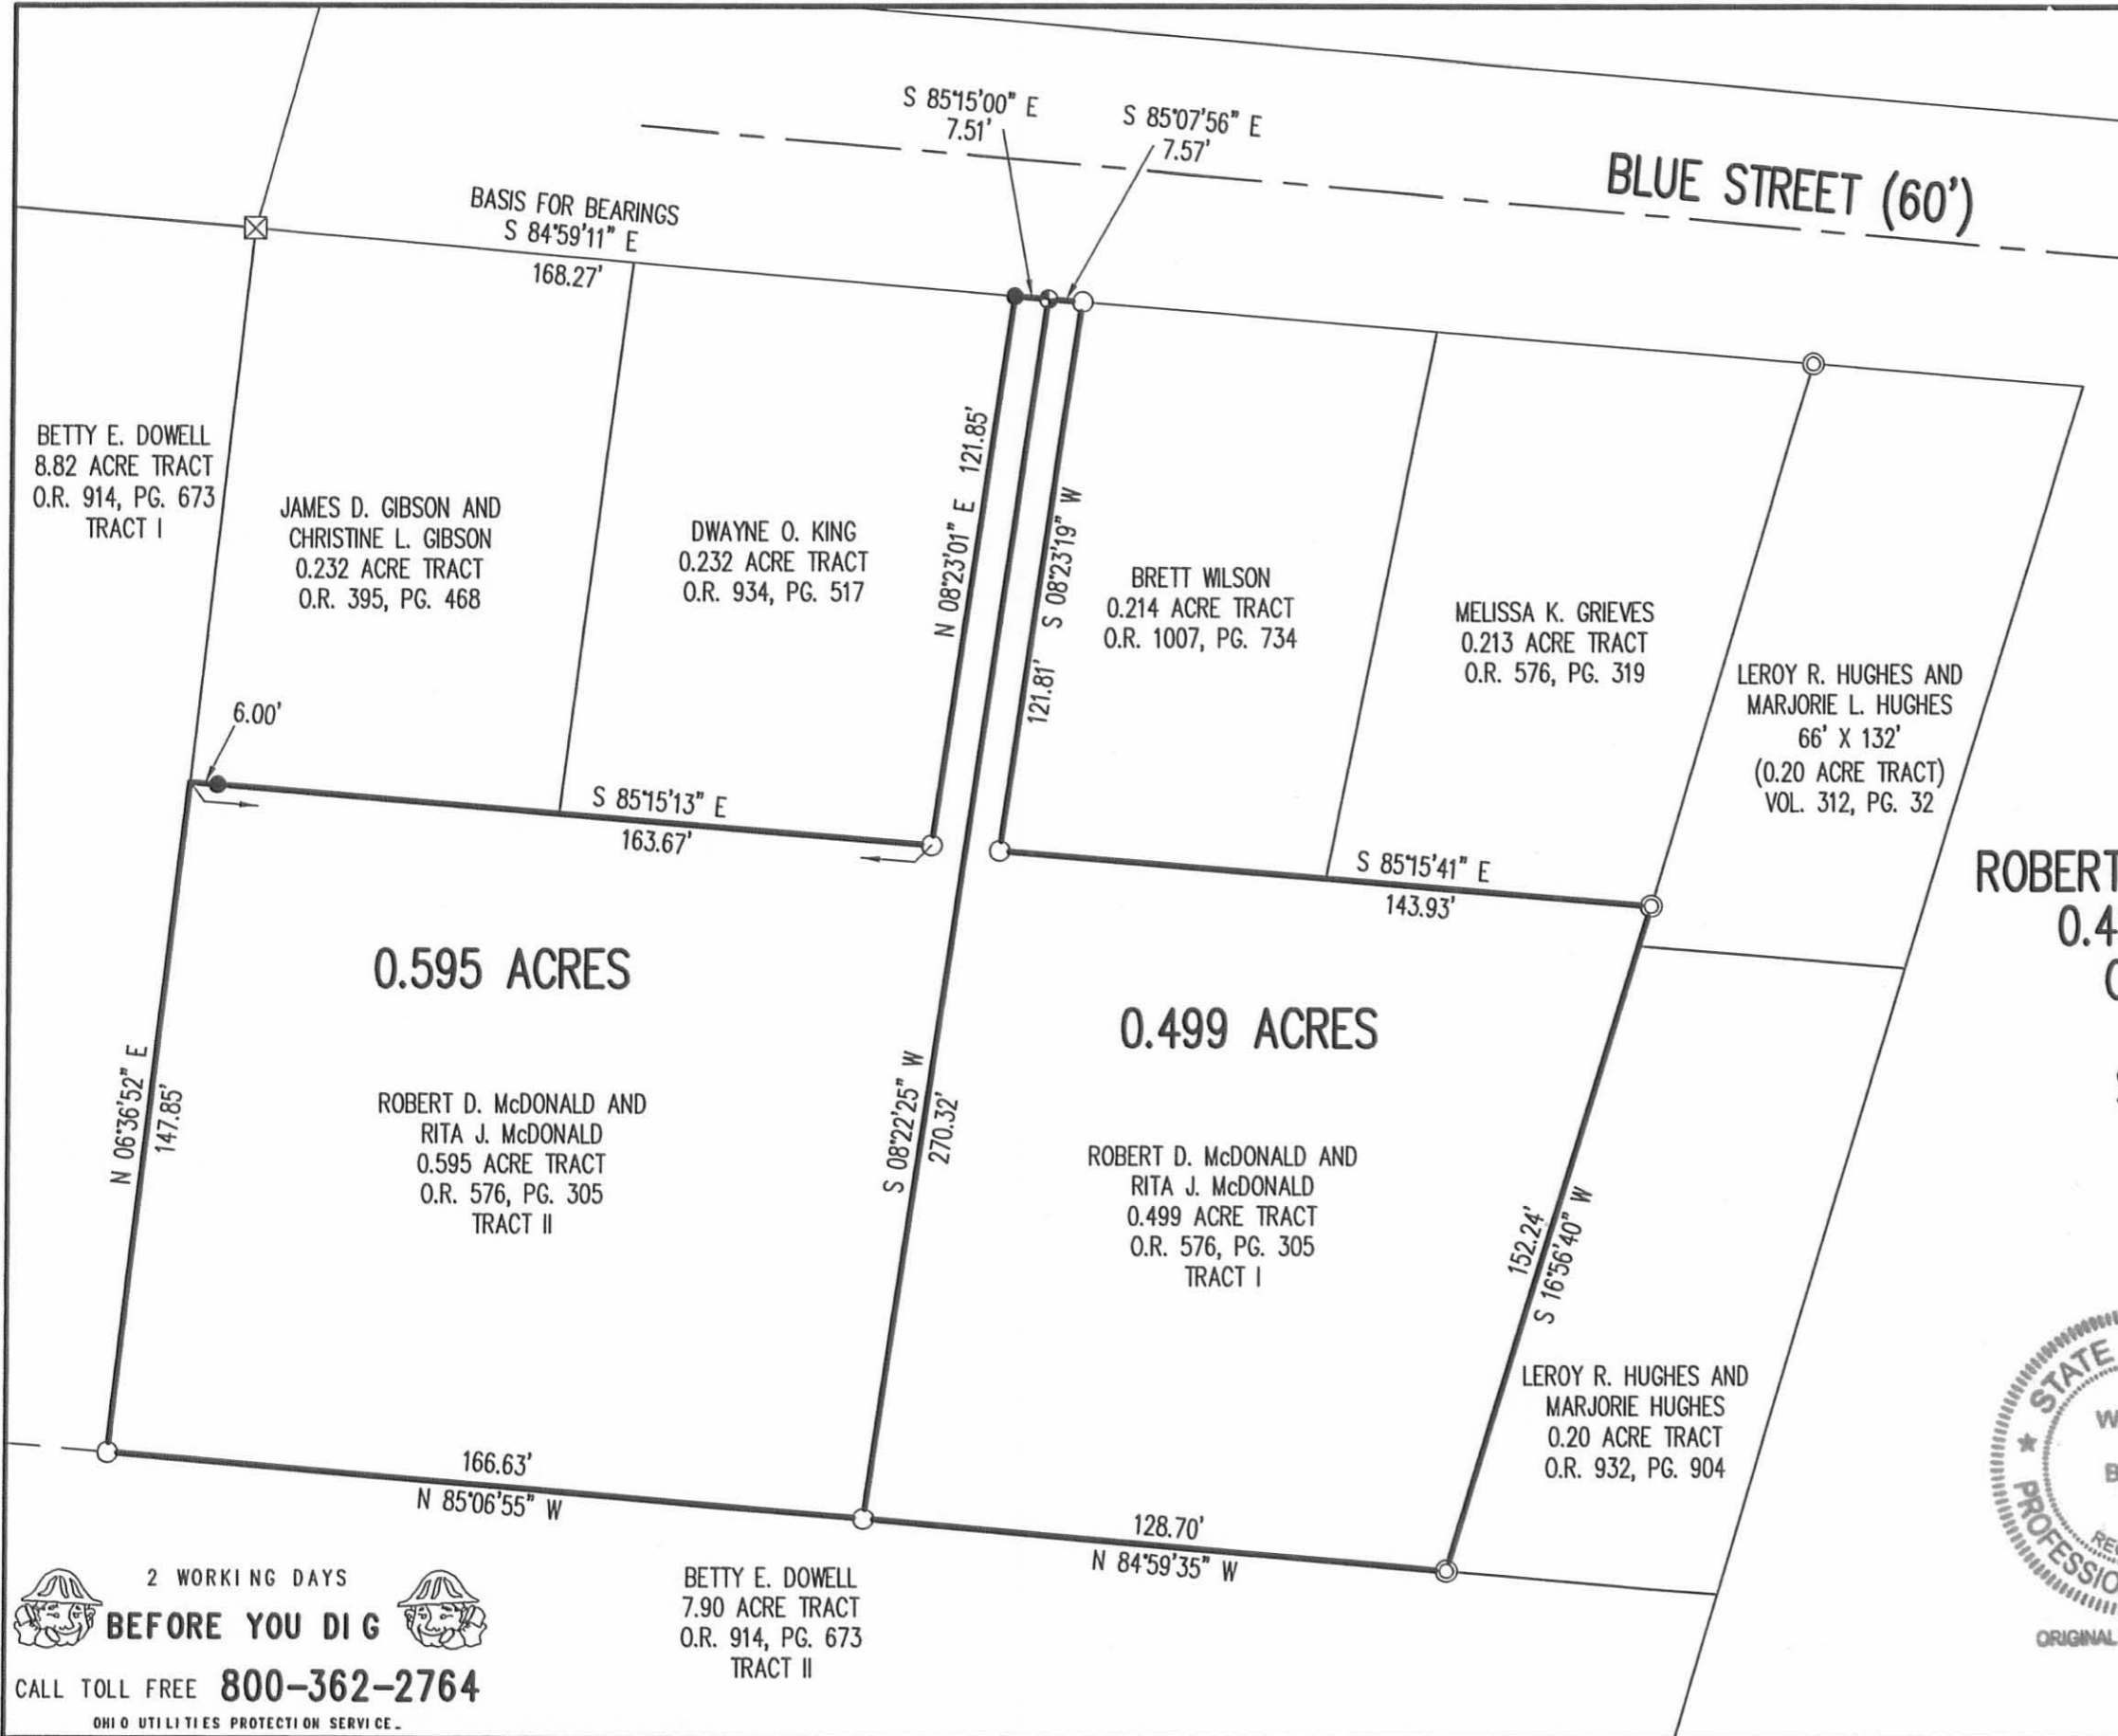 S 85°15'00" E
7.51'
S 85°07'56" E
7.57'
BLUE STREET (60')
BASIS FOR BEARINGS
S 84°59'11" E
168.27'
BETTY E. DOWELL
8.82 ACRE TRACT
O.R. 914, PG. 673
TRACT I
JAMES D. GIBSON AND
CHRISTINE L. GIBSON
0.232 ACRE TRACT
O.R. 395, PG. 468
DWAYNE O. KING
0.232 ACRE TRACT
O.R. 934, PG. 517
N 08°23'01" E 121.85'
S 08°23'19" W
121.81'
BRETT WILSON
0.214 ACRE TRACT
O.R. 1007, PG. 734
MELISSA K. GRIEVES
0.213 ACRE TRACT
O.R. 576, PG. 319
LEROY R. HUGHES AND
MARJORIE L. HUGHES
66' X 132'
(0.20 ACRE TRACT)
VOL. 312, PG. 32
6.00'
S 85°15'13" E
163.67'
S 85°15'41" E
143.93'
ROBERT
0.4
0.595 ACRES
0.499 ACRES
N 06°36'52" E
147.85'
ROBERT D. McDONALD AND
RITA J. McDONALD
0.595 ACRE TRACT
O.R. 576, PG. 305
TRACT II
S 08°22'25" W
270.32'
ROBERT D. McDONALD AND
RITA J. McDONALD
0.499 ACRE TRACT
O.R. 576, PG. 305
TRACT I
152.24'
S 16°56'40" W
LEROY R. HUGHES AND
MARJORIE HUGHES
0.20 ACRE TRACT
O.R. 932, PG. 904
STATE
W
B
REG
PROFESSIO
ORIGINAL
166.63'
N 85°06'55" W
128.70'
N 84°59'35" W
BETTY E. DOWELL
7.90 ACRE TRACT
O.R. 914, PG. 673
TRACT II
2 WORKING DAYS
BEFORE YOU DIG
CALL TOLL FREE 800-362-2764
OHIO UTILITIES PROTECTION SERVICE.